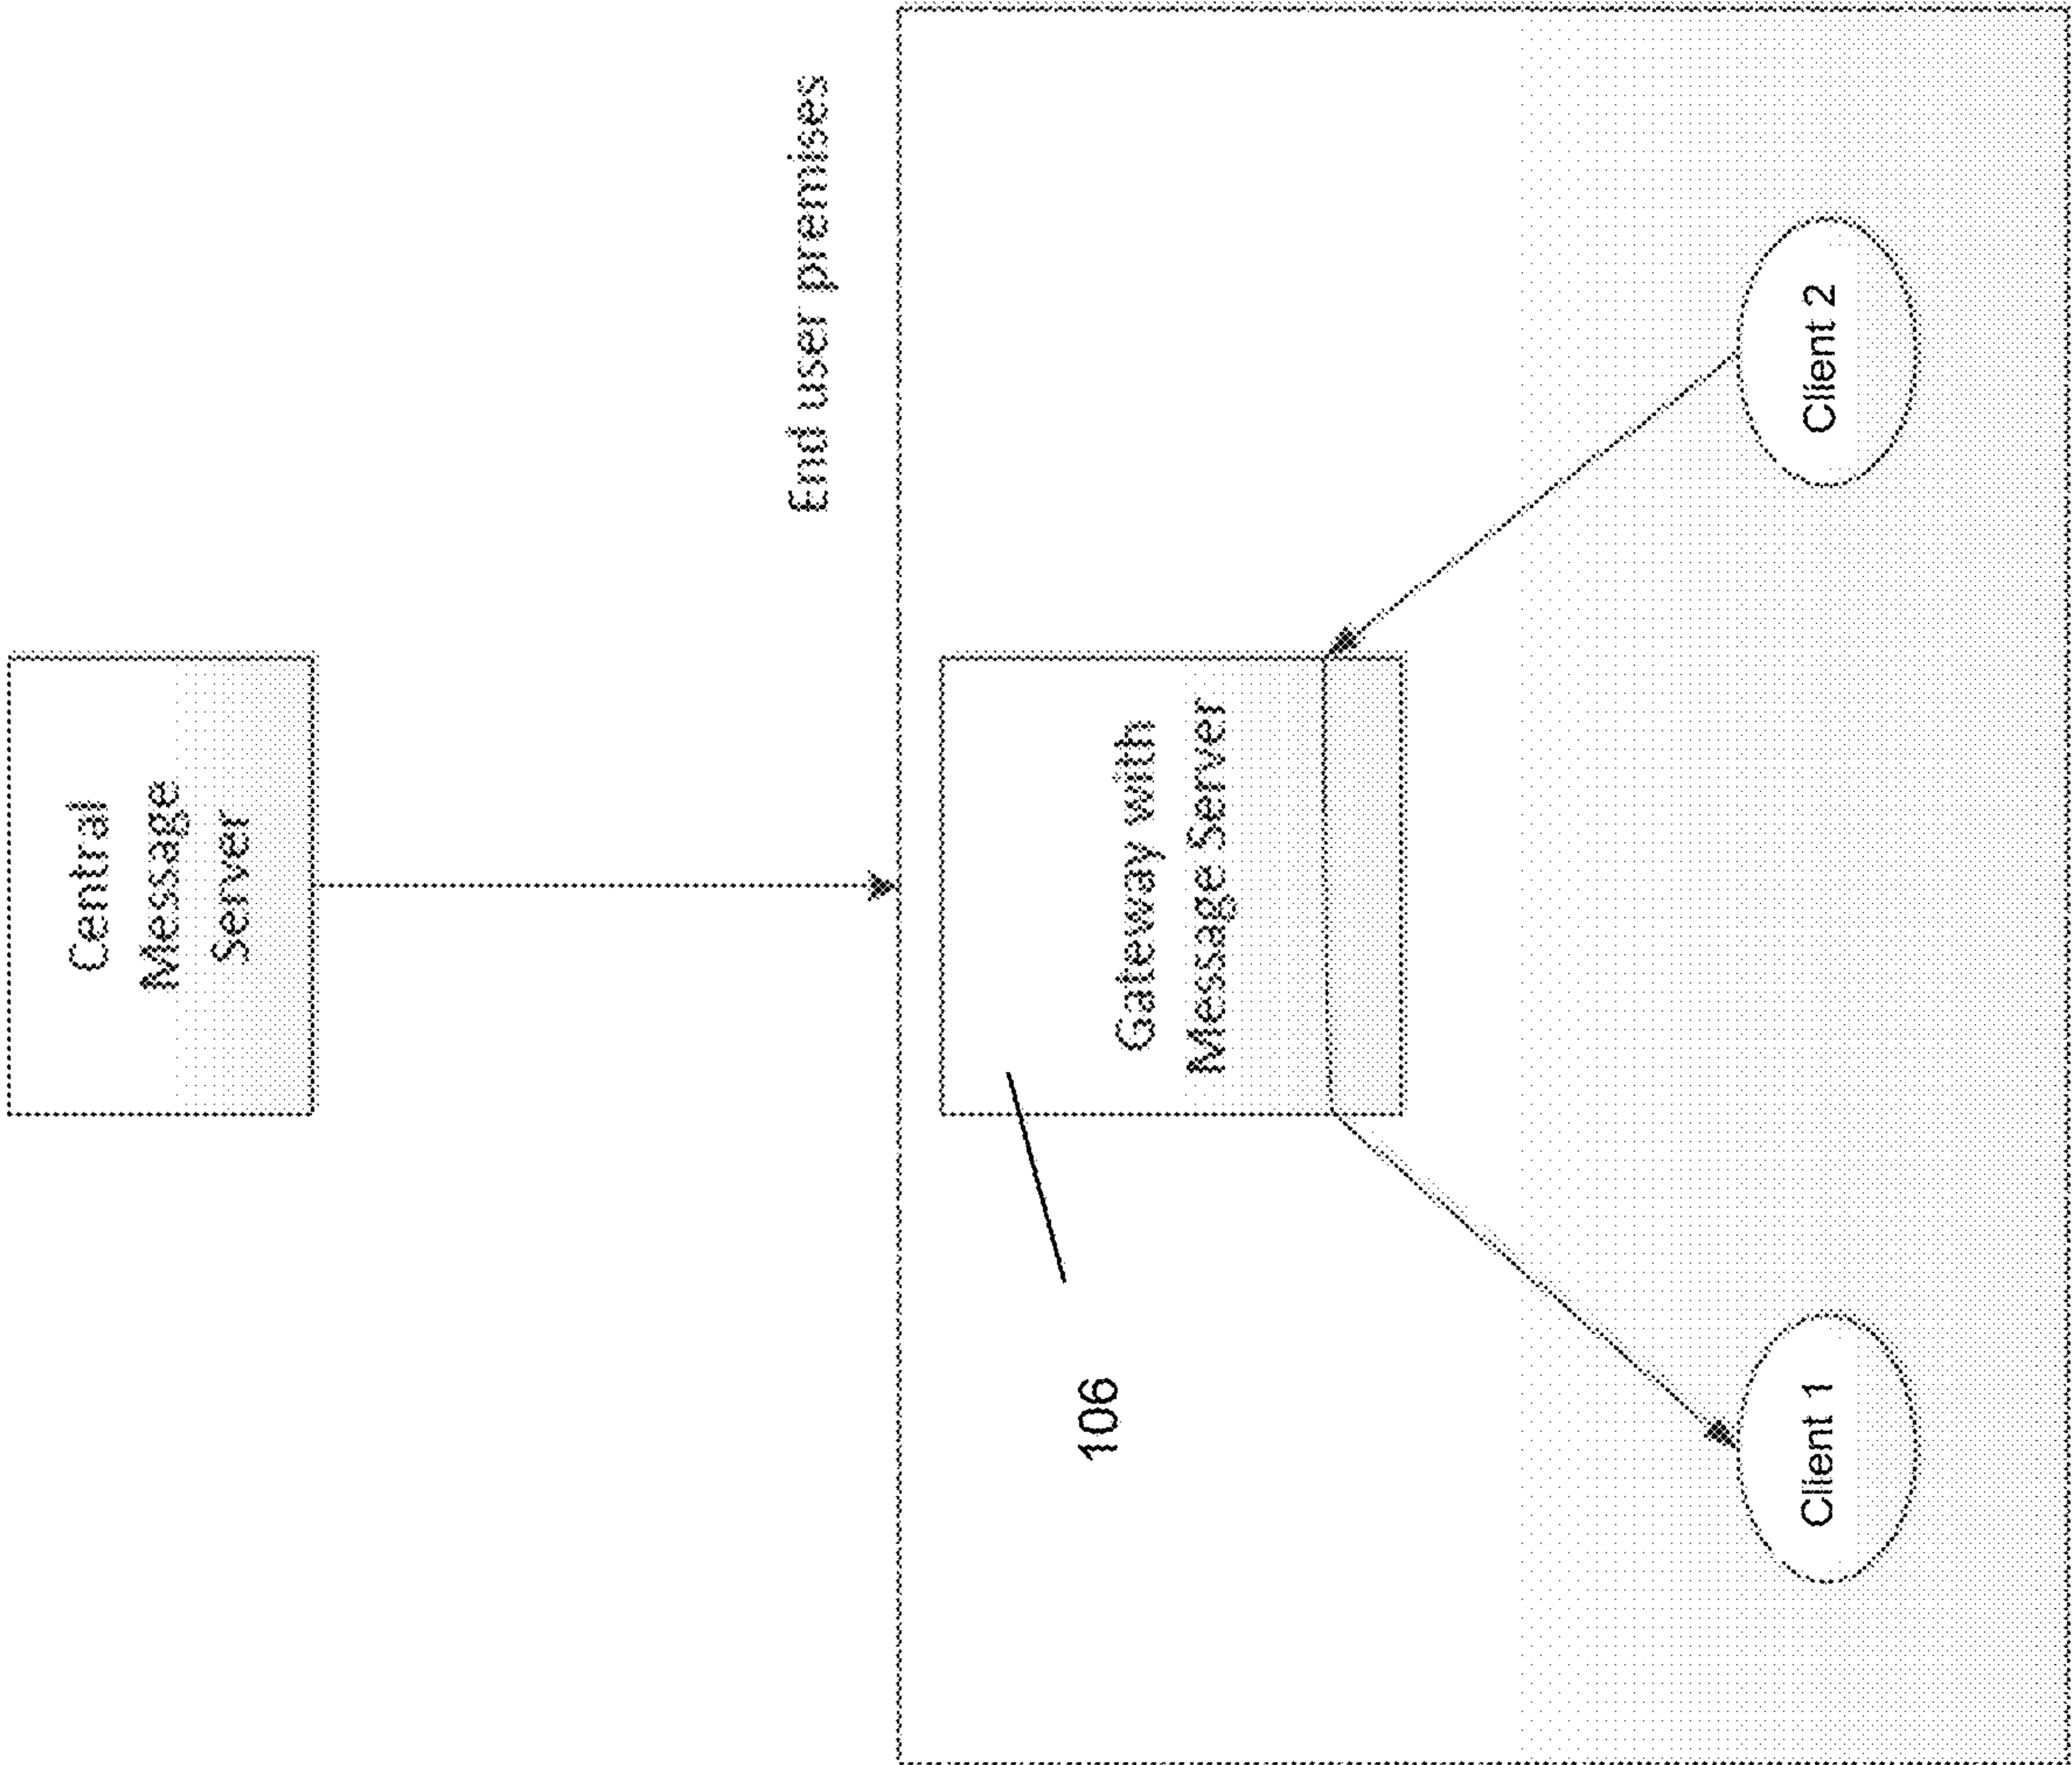 Central
Message
Server
End user premises
Gateway with
Message Server
106
Client 1
Client 2